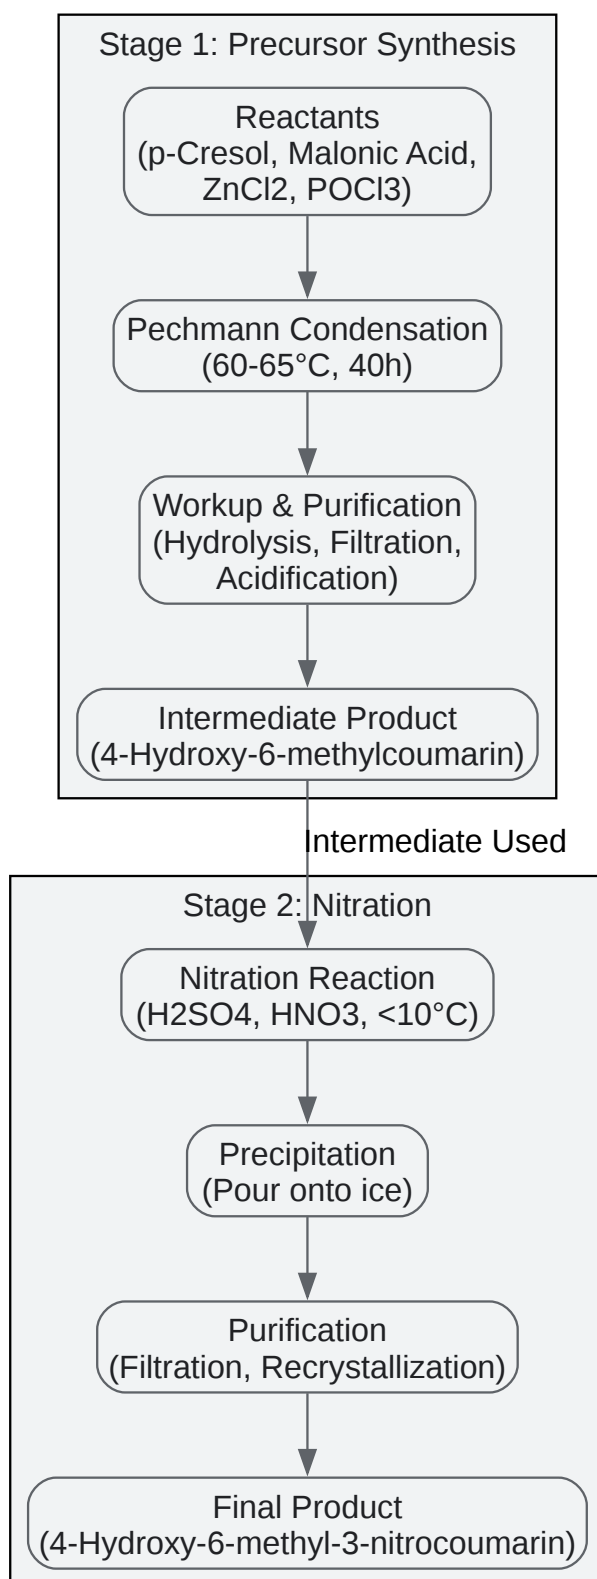 Stage 1: Precursor Synthesis
Reactants
(p-Cresol, Malonic Acid,
ZnCl2, POCl3)
Pechmann Condensation
(60-65°C, 40h)
Workup & Purification
(Hydrolysis, Filtration,
Acidification)
Intermediate Product
(4-Hydroxy-6-methylcoumarin)
Intermediate Used
Stage 2: Nitration
Nitration Reaction
(H2SO4, HNO3, <10°C)
Precipitation
(Pour onto ice)
Purification
(Filtration, Recrystallization)
Final Product
(4-Hydroxy-6-methyl-3-nitrocoumarin)